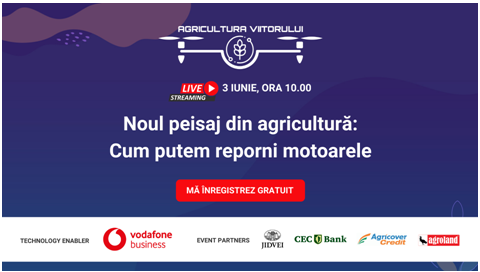 AGRICULTURA VIITORULUI
LIVE
STREAMING
3 IUNIE, ORA 10.00
Noul peisaj din agricultură:
Cum putem reporni motoarele
MĂ ÎNREGISTREZ GRATUIT
TECHNOLOGY ENABLER
vodafone
business
EVENT PARTNERS
JIDVEI
CEC Bank
Agricover
Credit
agroland